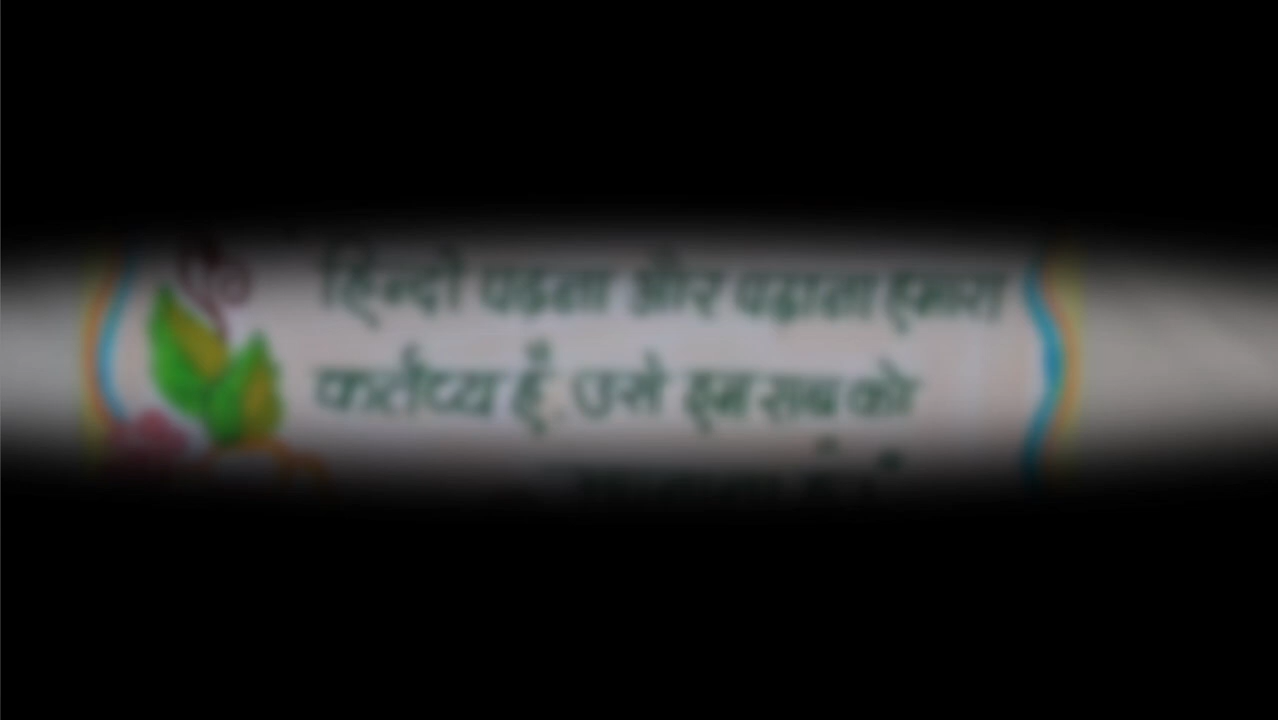 हिन्दी पढ़ना और पढ़ाना हमारा
कर्तव्य है. उसे हम सब को